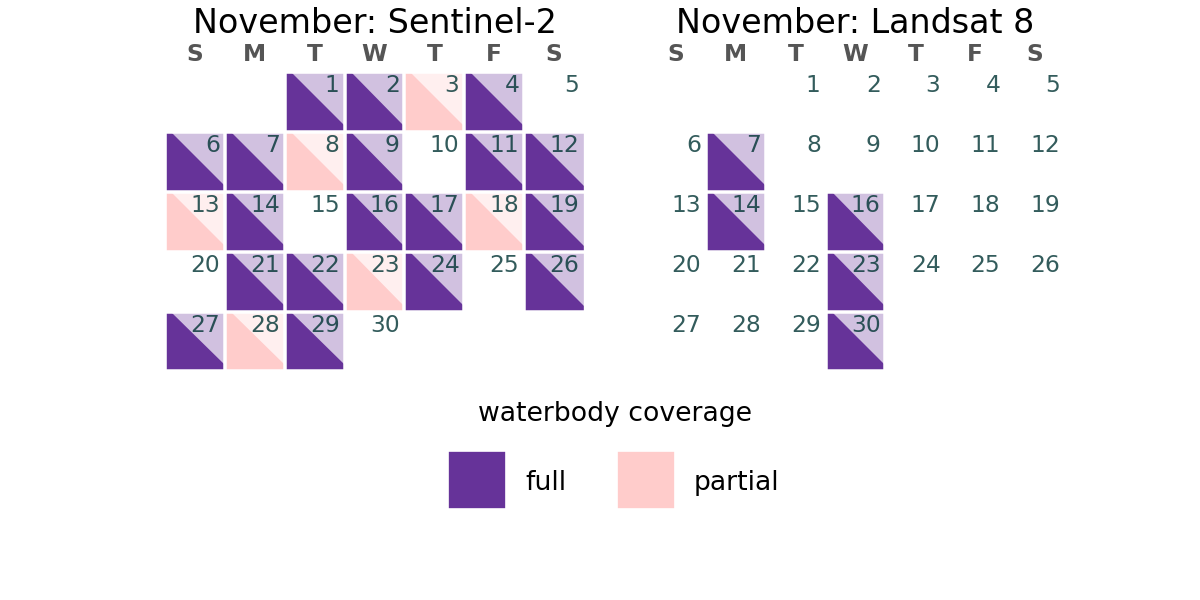 November: Sentinel-2
S M T W T F S
1 2 3 4 5
6 7 8 9 10 11 12
13 14 15 16 17 18 19
20 21 22 23 24 25 26
27 28 29 30
November: Landsat 8
S M T W T F S
1 2 3 4 5
6 7 8 9 10 11 12
13 14 15 16 17 18 19
20 21 22 23 24 25 26
27 28 29 30
waterbody coverage
full partial